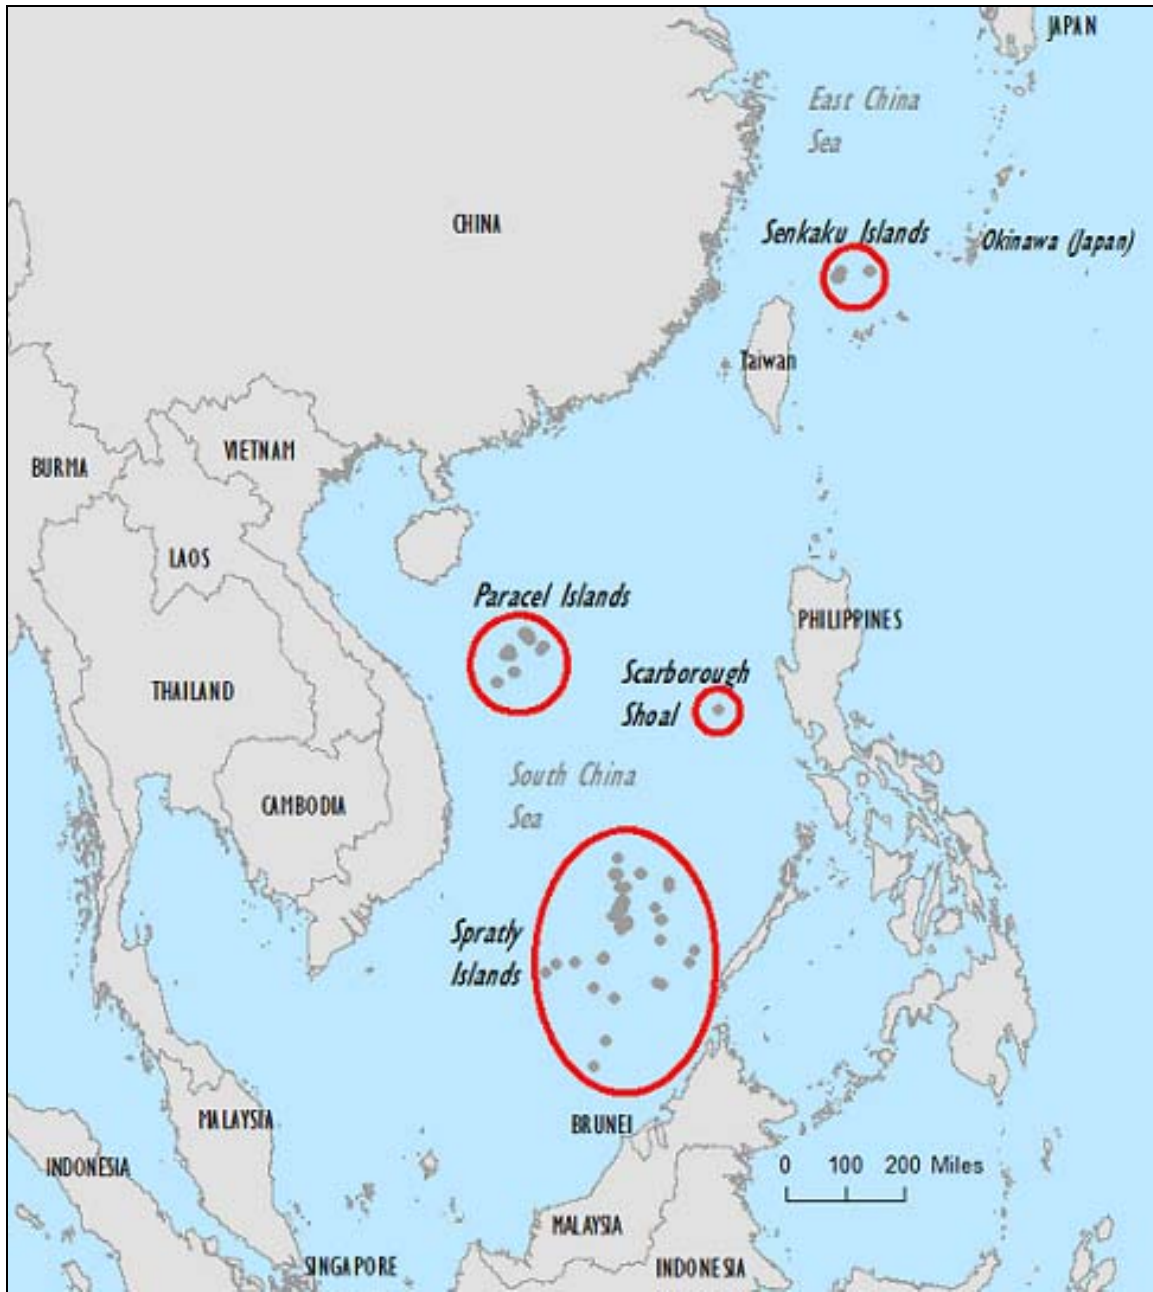 JAPAN
East China
Sea
CHINA
Senkaku Islands
Okinawa (Japan)
Taiwan
VIETNAM
BURMA
LAOS
Paracel Islands
PHILIPPINES
Scarborough
Shoal
THAILAND
South China
Sea
CAMBODIA
Spratly
Islands
MALAYSIA
BRUNEI
INDONESIA
0 100 200 Miles
MALAYSIA
SINGAPORE
INDONESIA